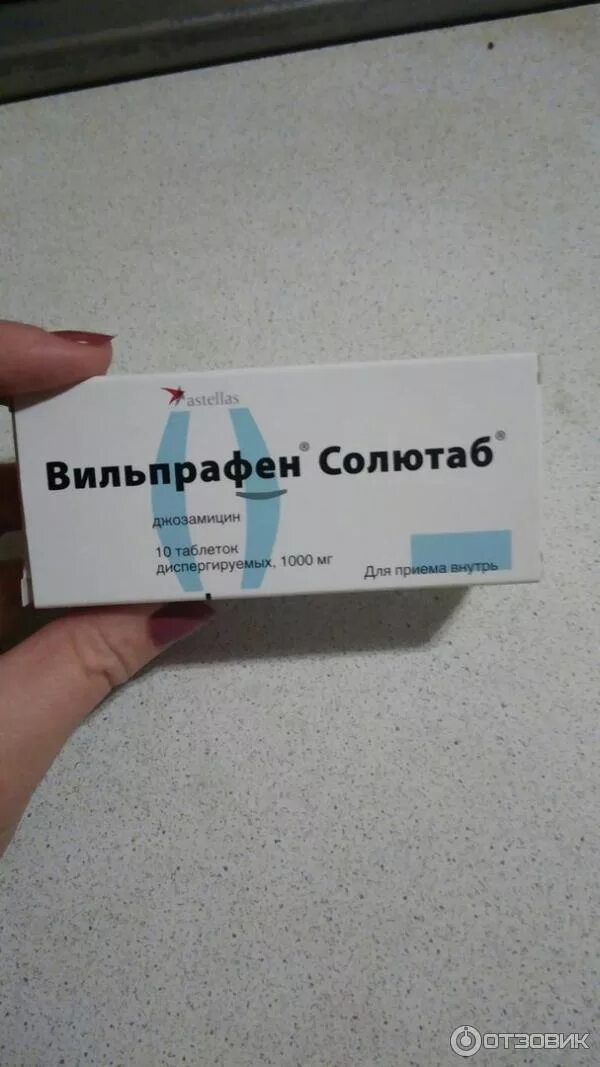 astellas
Вильпрафен® Солютаб®
джозамицин
10 таблеток
диспергируемых, 1000 мг
Для приема внутрь
ОТЗОВИК